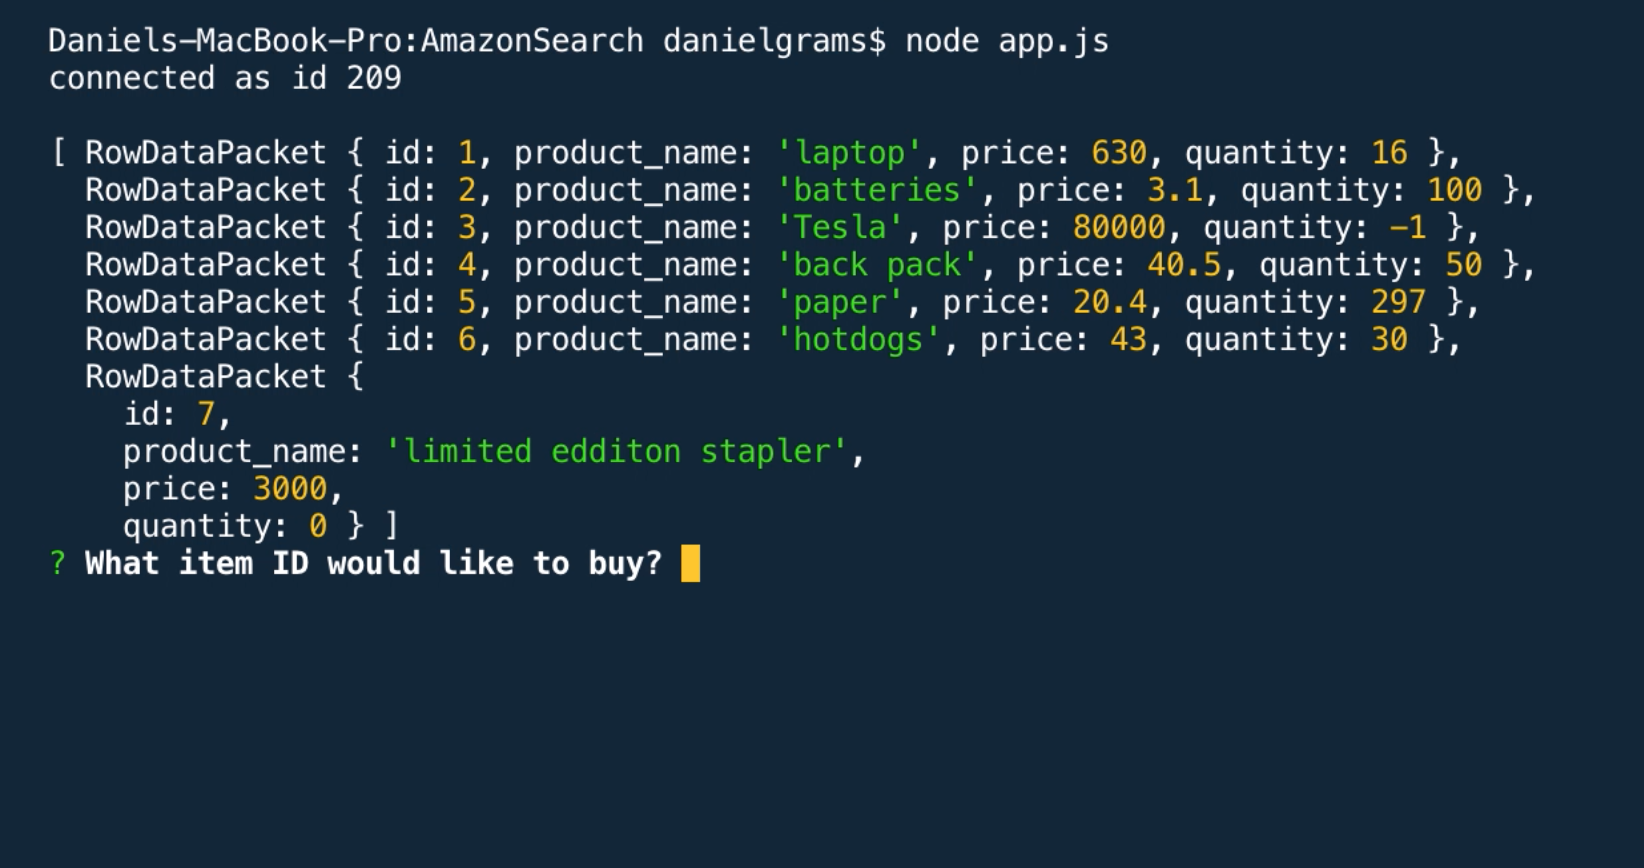 Daniels-MacBook-Pro:AmazonSearch danielgrams$ node app.js
connected as id 209
[ RowDataPacket { id: 1, product_name: 'laptop', price: 630, quantity: 16 },
RowDataPacket { id: 2, product_name: 'batteries', price: 3.1, quantity: 100 },
RowDataPacket { id: 3, product_name: 'Tesla', price: 80000, quantity: -1 },
RowDataPacket { id: 4, product_name: 'back pack', price: 40.5, quantity: 50 },
RowDataPacket { id: 5, product_name: 'paper', price: 20.4, quantity: 297 },
RowDataPacket { id: 6, product_name: 'hotdogs', price: 43, quantity: 30 },
RowDataPacket {
id: 7,
product_name: 'limited edditon stapler',
price: 3000,
quantity: 0 } ]
? What item ID would like to buy?